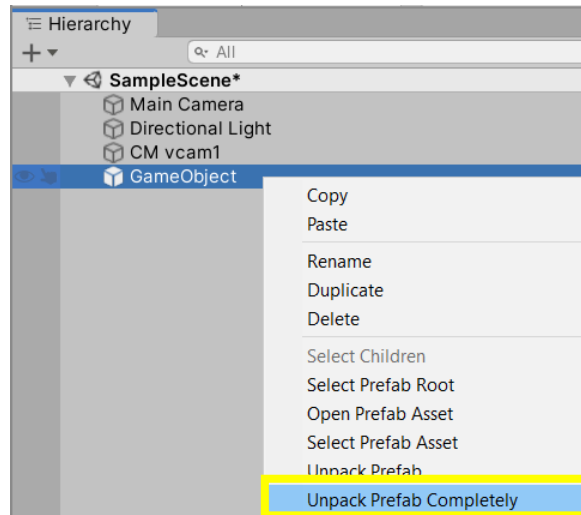 Hierarchy
All
SampleScene*
Main Camera
Directional Light
CM vcam1
GameObject
Copy
Paste
Rename
Duplicate
Delete
Select Children
Select Prefab Root
Open Prefab Asset
Select Prefab Asset
Unpack Prefab
Unpack Prefab Completely